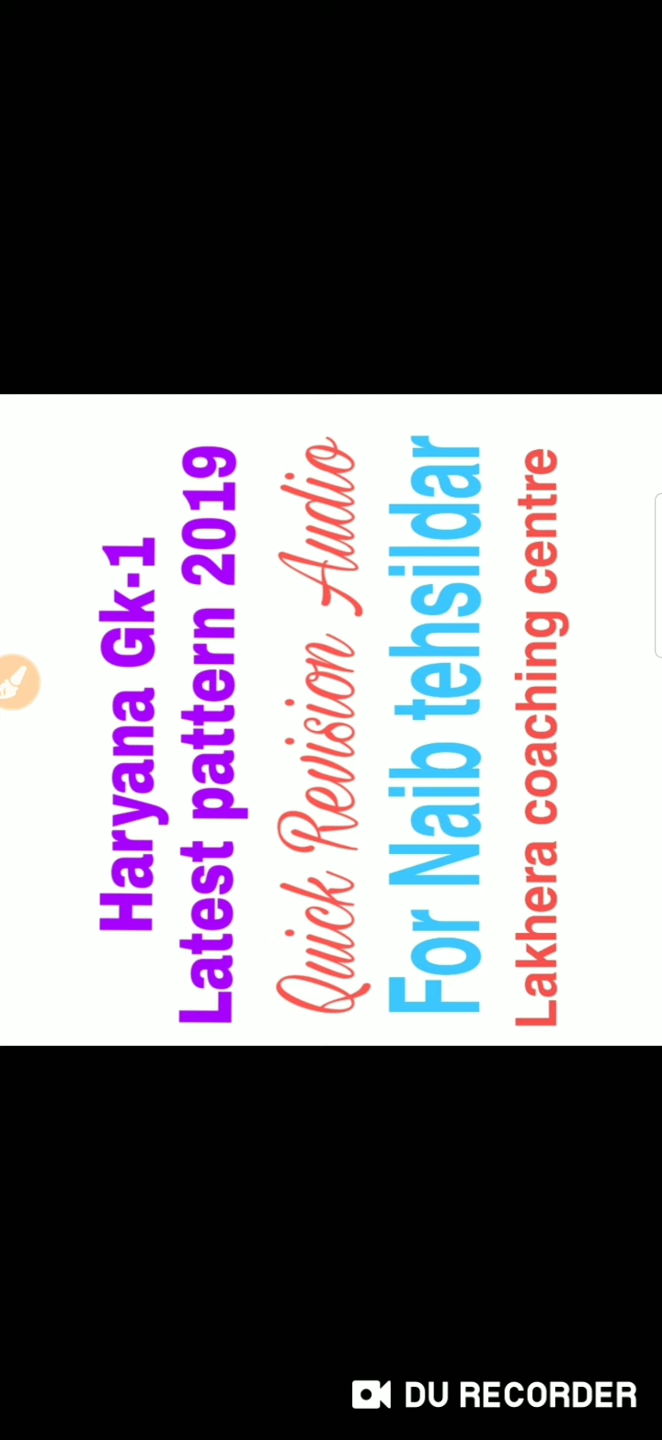 Haryana Gk-1
Latest pattern 2019
Quick Revision Audio
For Naib tehsildar
Lakhera coaching centre
DU RECORDER